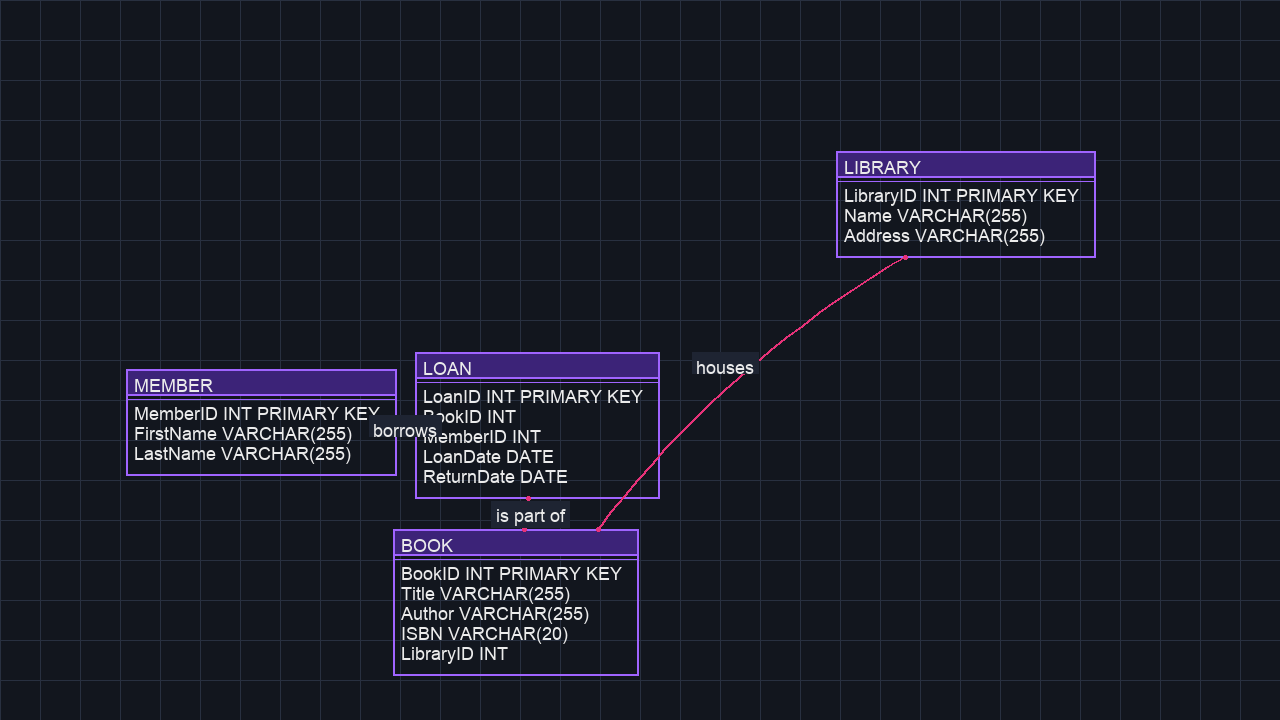 LIBRARY
LibraryID INT PRIMARY KEY
Name VARCHAR(255)
Address VARCHAR(255)
houses
LOAN
LoanID INT PRIMARY KEY
BookID INT
MemberID INT
LoanDate DATE
ReturnDate DATE
MEMBER
MemberID INT PRIMARY KEY
FirstName VARCHAR(255)
LastName VARCHAR(255)
borrows
is part of
BOOK
BookID INT PRIMARY KEY
Title VARCHAR(255)
Author VARCHAR(255)
ISBN VARCHAR(20)
LibraryID INT